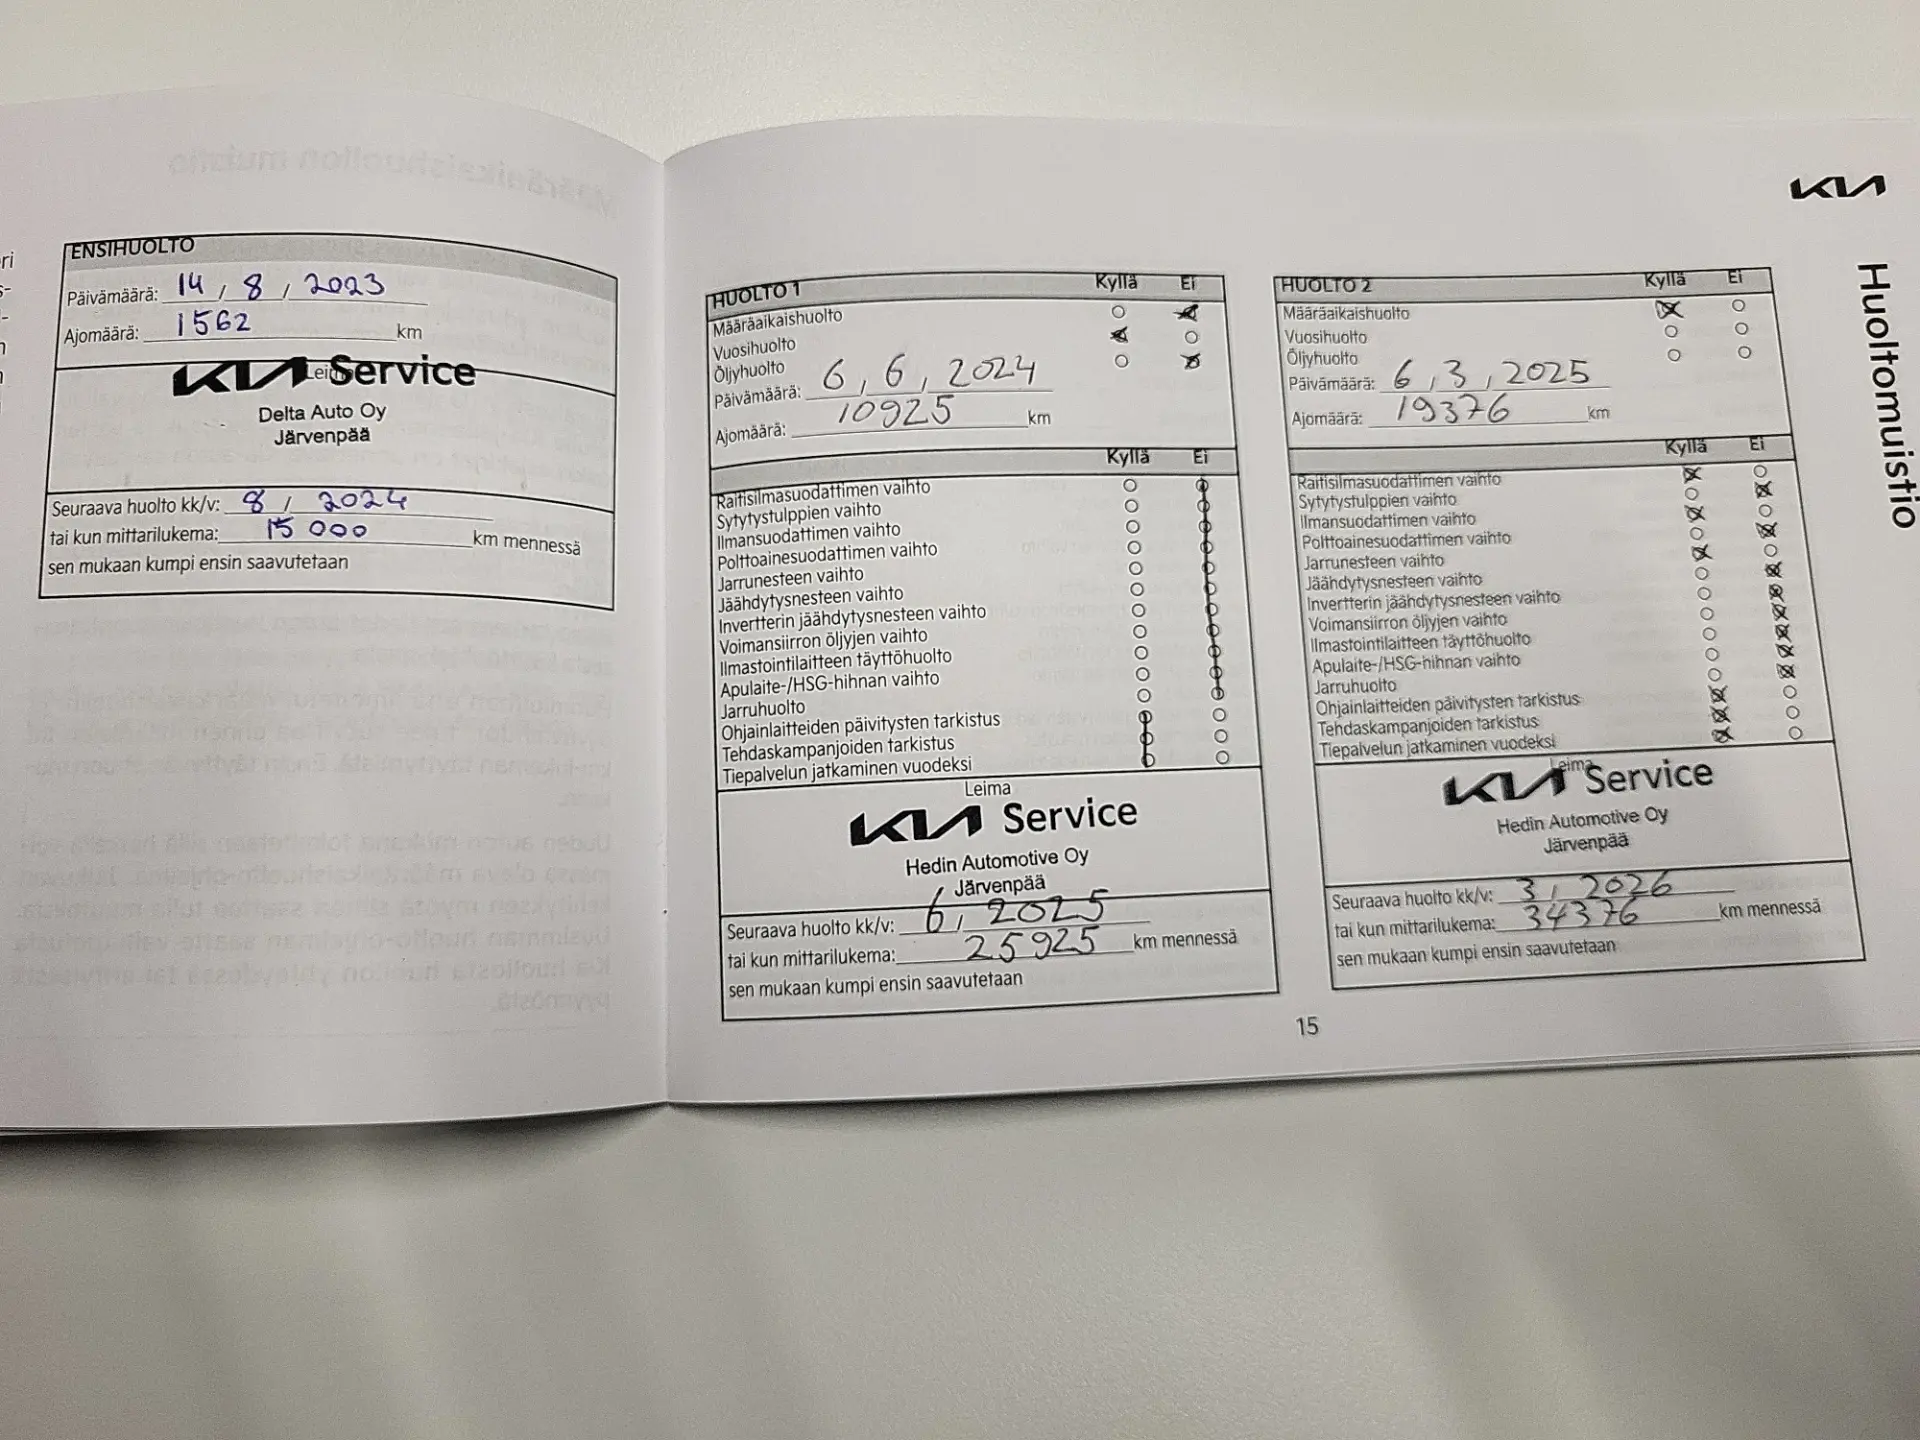 ri
s-
l-
n
n
ENSIHUOLTO
Päivämäärä: 14 / 8 / 2023
Ajomäärä: 1562 km
Leima
KIA Service
Delta Auto Oy
Järvenpää
Seuraava huolto kk/v: 8 / 2024
tai kun mittarilukema: 15 000 km mennessä
sen mukaan kumpi ensin saavutetaan
KIA
Huoltomuistio
HUOLTO 1 Kyllä Ei
Määräaikaishuolto
Vuosihuolto
Öljyhuolto
Päivämäärä: 6 / 6 / 2024
Ajomäärä: 10925 km
Kyllä Ei
Raitisilmasuodattimen vaihto
Sytytystulppien vaihto
Ilmansuodattimen vaihto
Polttoainesuodattimen vaihto
Jarrunesteen vaihto
Jäähdytysnesteen vaihto
Invertterin jäähdytysnesteen vaihto
Voimansiirron öljyjen vaihto
Ilmastointilaitteen täyttöhuolto
Apulaite-/HSG-hihnan vaihto
Jarruhuolto
Ohjainlaitteiden päivitysten tarkistus
Tehdaskampanjoiden tarkistus
Tiepalvelun jatkaminen vuodeksi
Leima
KIA Service
Hedin Automotive Oy
Järvenpää
Seuraava huolto kk/v: 6 / 2025
tai kun mittarilukema: 25925 km mennessä
sen mukaan kumpi ensin saavutetaan
HUOLTO 2 Kyllä Ei
Määräaikaishuolto
Vuosihuolto
Öljyhuolto
Päivämäärä: 6 / 3 / 2025
Ajomäärä: 19376 km
Kyllä Ei
Raitisilmasuodattimen vaihto
Sytytystulppien vaihto
Ilmansuodattimen vaihto
Polttoainesuodattimen vaihto
Jarrunesteen vaihto
Jäähdytysnesteen vaihto
Invertterin jäähdytysnesteen vaihto
Voimansiirron öljyjen vaihto
Ilmastointilaitteen täyttöhuolto
Apulaite-/HSG-hihnan vaihto
Jarruhuolto
Ohjainlaitteiden päivitysten tarkistus
Tehdaskampanjoiden tarkistus
Tiepalvelun jatkaminen vuodeksi
Leima
KIA Service
Hedin Automotive Oy
Järvenpää
Seuraava huolto kk/v: 3 / 2026
tai kun mittarilukema: 34376 km mennessä
sen mukaan kumpi ensin saavutetaan
15